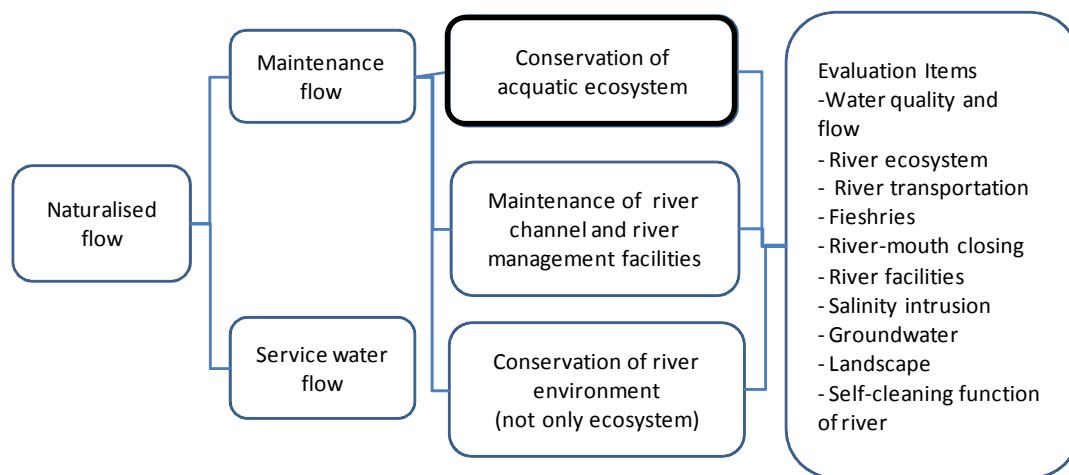 Naturalised
flow
Maintenance
flow
Service water
flow
Conservation of
acquatic ecosystem
Maintenance of river
channel and river
management facilities
Conservation of river
environment
(not only ecosystem)
Evaluation Items
-Water quality and
flow
- River ecosystem
- River transportation
- Fieshries
- River-mouth closing
- River facilities
- Salinity intrusion
- Groundwater
- Landscape
- Self-cleaning function
of river